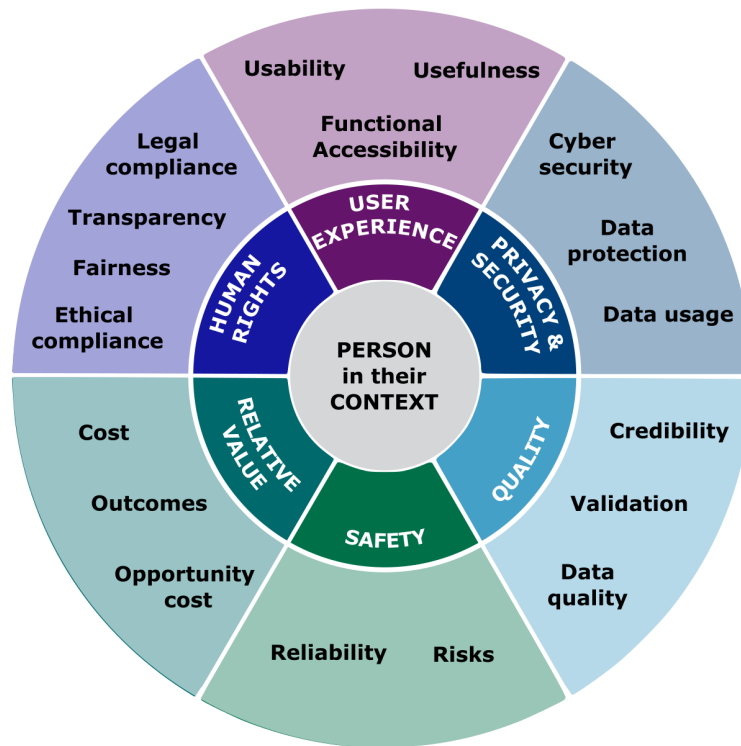 Usability
Usefulness
Functional
Accessibility
USER
EXPERIENCE
Cyber
security
Data
protection
Data usage
PRIVACY &
SECURITY
Credibility
Validation
Data
quality
QUALITY
Reliability
Risks
SAFETY
Cost
Outcomes
Opportunity
cost
RELATIVE
VALUE
Legal
compliance
Transparency
Fairness
Ethical
compliance
HUMAN
RIGHTS
PERSON
in their
CONTEXT